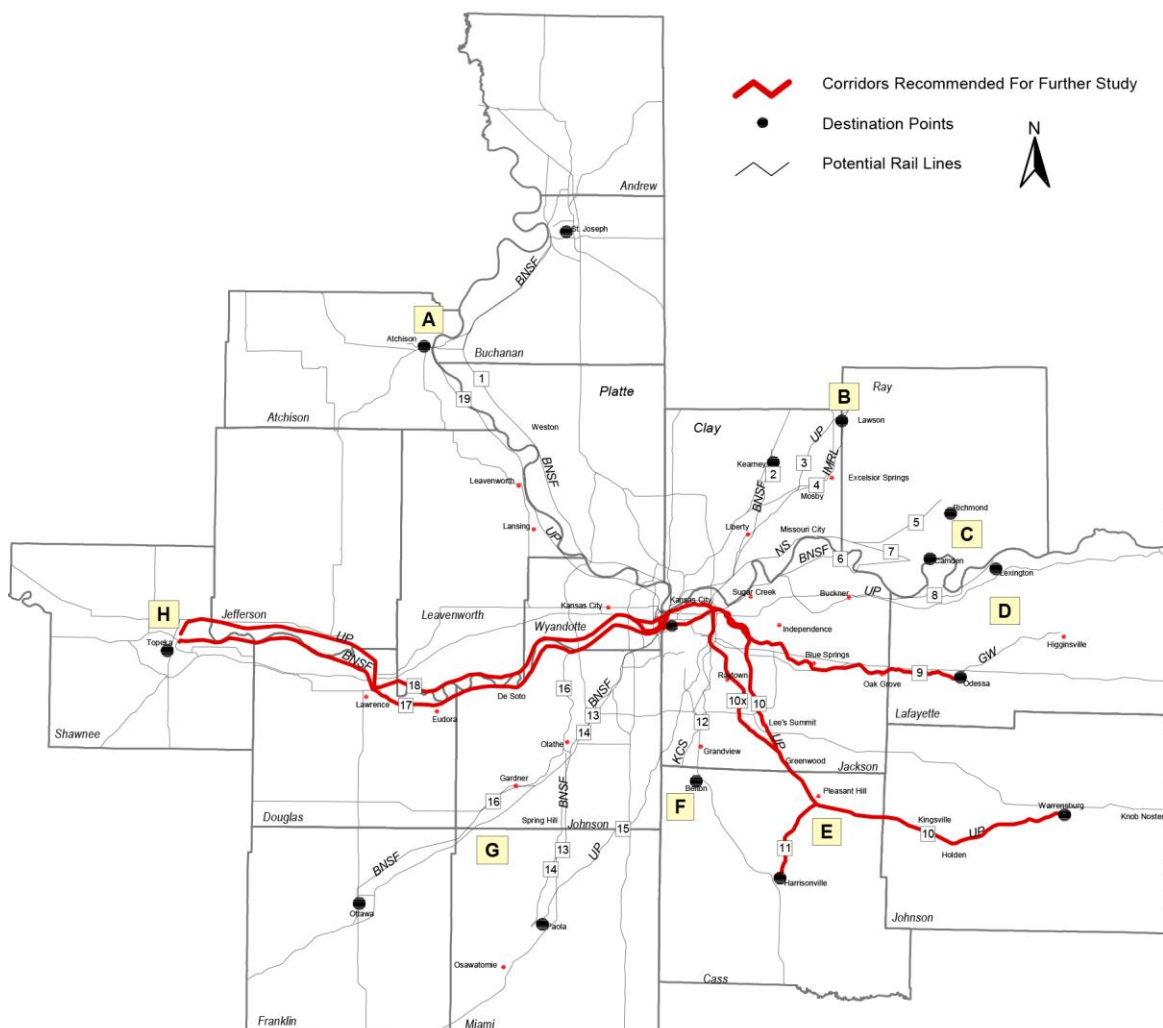 Corridors Recommended For Further Study
Destination Points
Potential Rail Lines
N
Andrew
St. Joseph
BNSF
A
Atchison
Buchanan
1
19
Atchison
Platte
Weston
BNSF
Leavenworth
Lansing
UP
B
Ray
Lawson
Clay
UP
Kearney
2
3
IMRL
4
Excelsior Springs
Mosby
BNSF
Richmond
5
C
Liberty
Missouri City
NS
BNSF
6
7
Camden
Lexington
Sugar Creek
Buckner
UP
8
D
H
Jefferson
Leavenworth
Kansas City
Wyandotte
Kansas City
Independence
Higginsville
GW
UP
Topeka
BNSF
Blue Springs
Oak Grove
9
Odessa
18
17
Lawrence
Eudora
De Soto
16
BNSF
13
14
Raytown
10x
10
Lafayette
Shawnee
12
Lee's Summit
UP
Olathe
KCS
Grandview
Greenwood
Jackson
Gardner
16
BNSF
F
Belton
Pleasant Hill
Warrensburg
Knob Noster
Douglas
Spring Hill
Johnson
15
E
Kingsville
10
UP
Holden
G
13
14
UP
11
BNSF
Harrisonville
Ottawa
Paola
Johnson
Osawatomie
Cass
Franklin
Miami